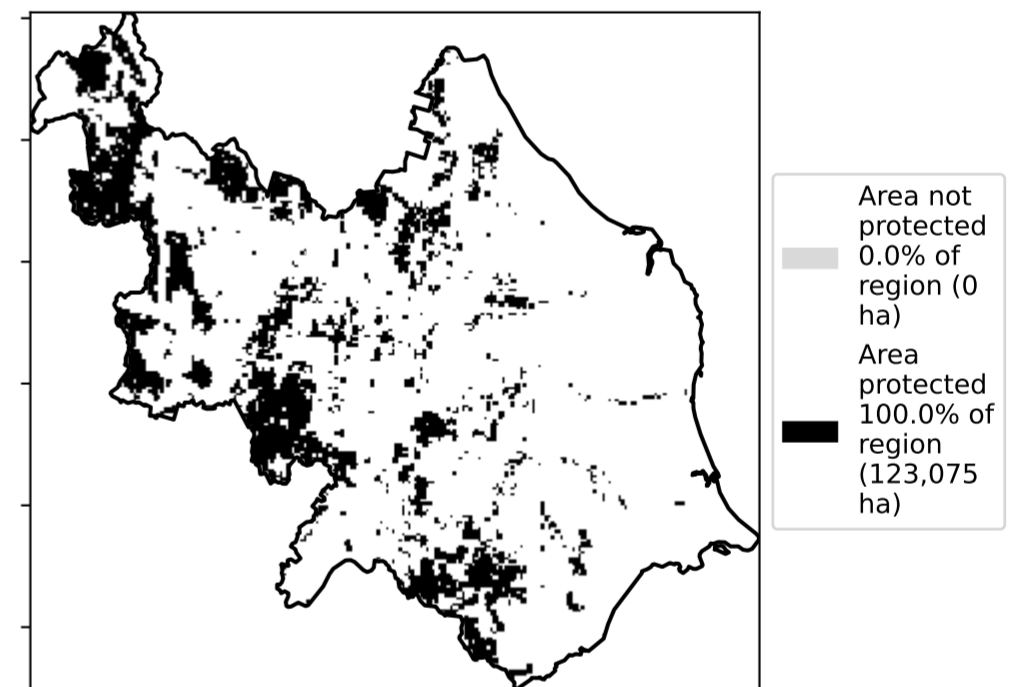 Area not
protected
0.0% of
region (0
ha)
Area
protected
100.0% of
region
(123,075
ha)